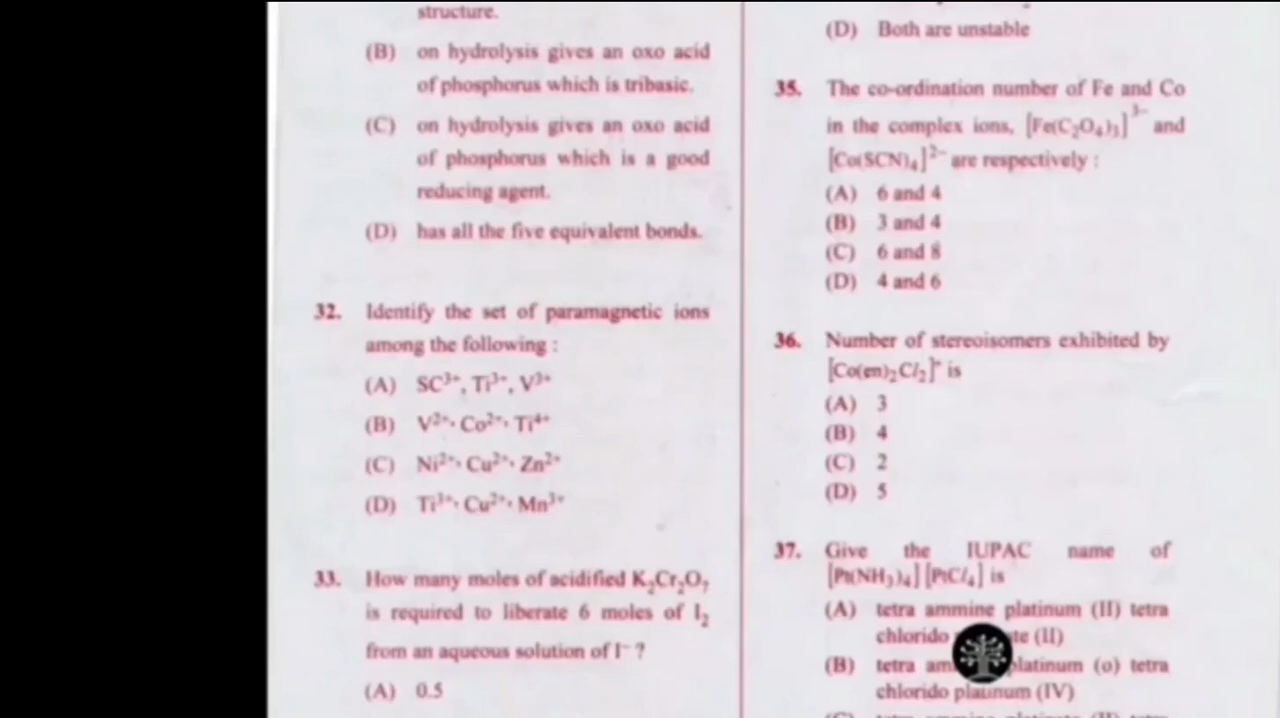 structure.
(B) on hydrolysis gives an oxo acid
of phosphorus which is tribasic.
(C) on hydrolysis gives an oxo acid
of phosphorus which is a good
reducing agent.
(D) has all the five equivalent bonds.
32. Identify the set of paramagnetic ions
among the following :
(A) SC³⁺, Ti³⁺, V³⁺
(B) V²⁺, Co²⁺, Ti⁴⁺
(C) Ni²⁺, Cu²⁺, Zn²⁺
(D) Ti³⁺, Cu²⁺, Mn³⁺
33. How many moles of acidified K₂Cr₂O₇
is required to liberate 6 moles of I₂
from an aqueous solution of I⁻ ?
(A) 0.5
(D) Both are unstable
35. The co-ordination number of Fe and Co
in the complex ions, [Fe(C₂O₄)₃]³⁻ and
[Co(SCN)₄]²⁻ are respectively :
(A) 6 and 4
(B) 3 and 4
(C) 6 and 8
(D) 4 and 6
36. Number of stereoisomers exhibited by
[Co(en)₂Cl₂]⁺ is
(A) 3
(B) 4
(C) 2
(D) 5
37. Give the IUPAC name of
[Pt(NH₃)₄] [PtCl₄] is
(A) tetra ammine platinum (II) tetra
chlorido (II)
(B) tetra platinum (o) tetra
chlorido platinum (IV)